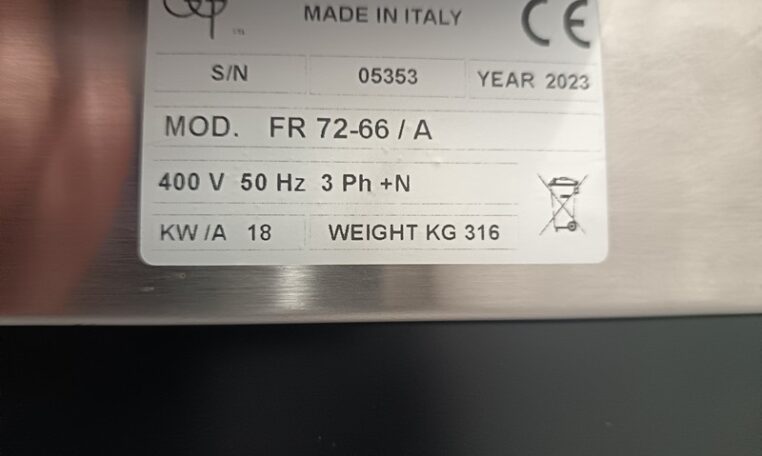 MADE IN ITALY CE
S/N 05353 YEAR 2023
MOD. FR 72-66 / A
400 V 50 Hz 3 Ph +N
KW /A 18 WEIGHT KG 316